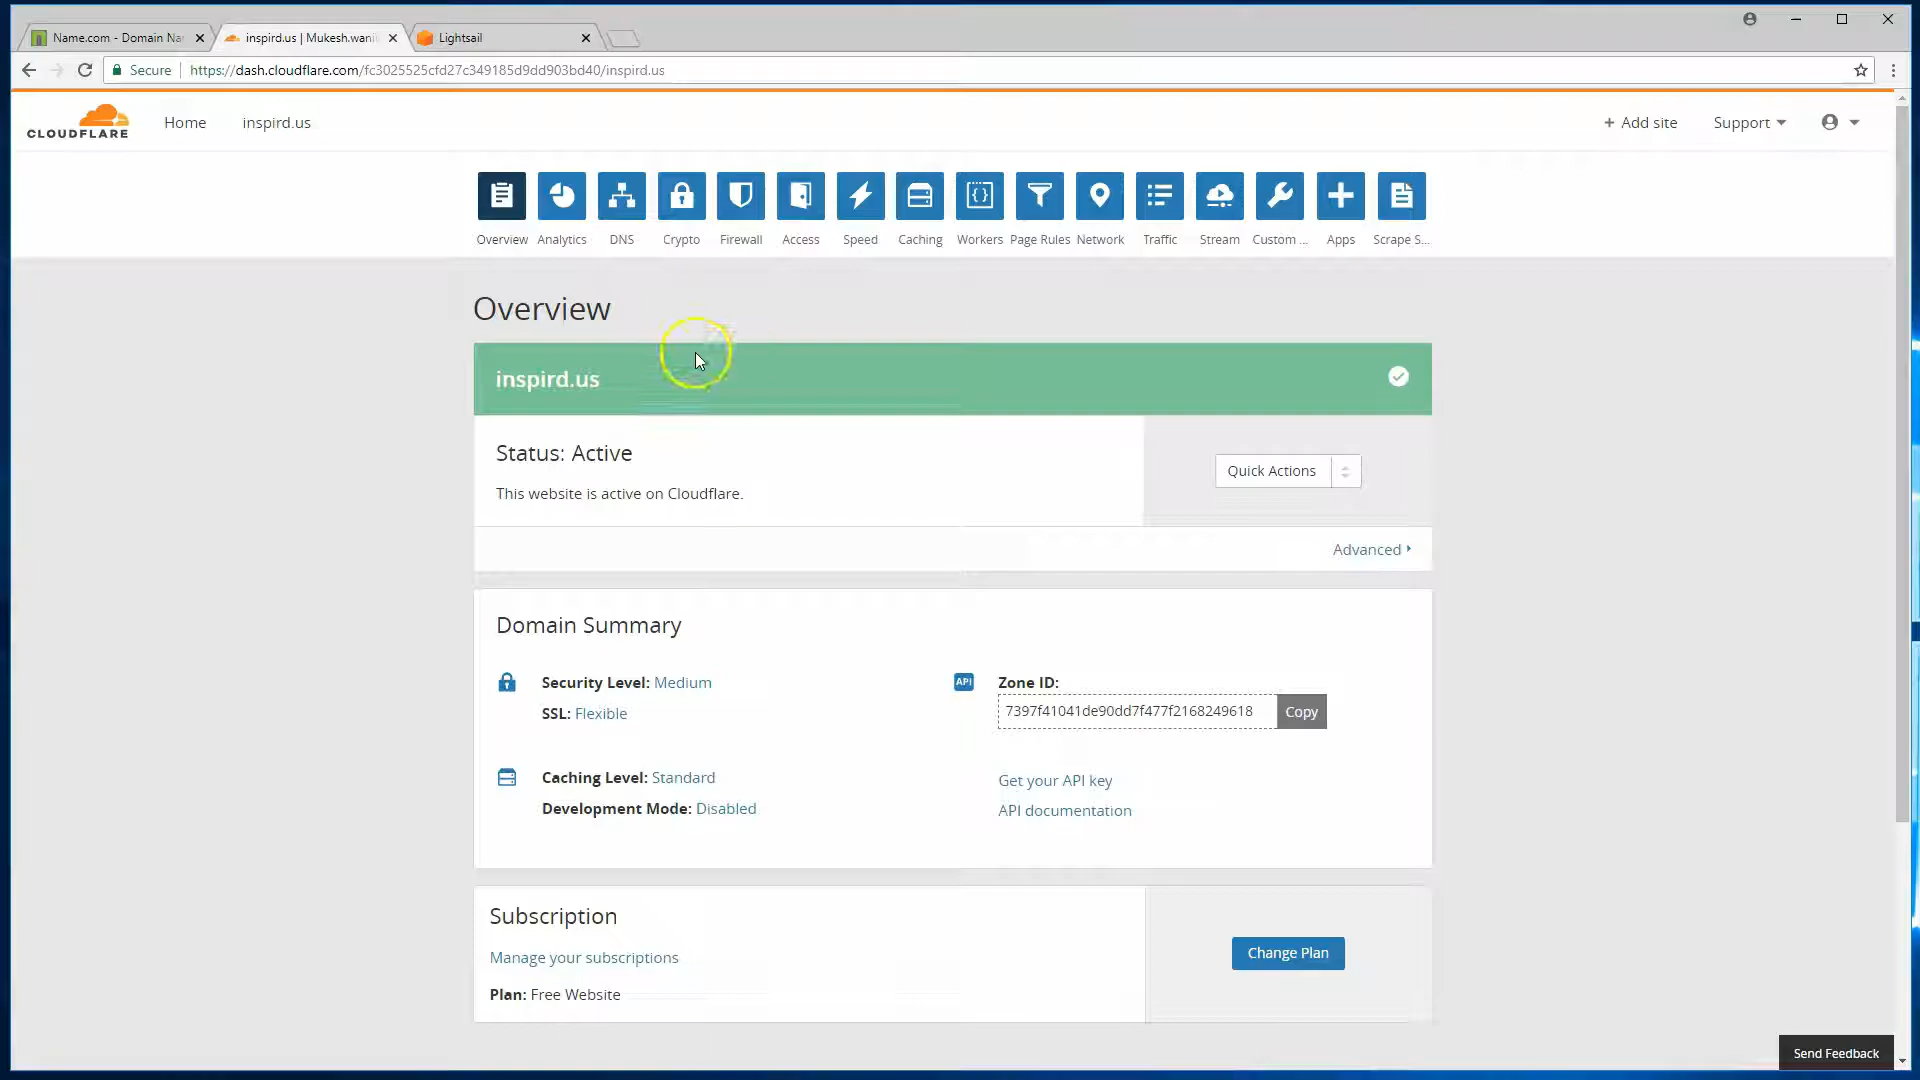 Name.com - Domain Na
inspird.us | Mukesh.wani
Lightsail
Secure
https://dash.cloudflare.com/fc3025525cfd27c349185d9dd903bd40/inspird.us
CLOUDFLARE
Home
inspird.us
+ Add site
Support
Overview
Analytics
DNS
Crypto
Firewall
Access
Speed
Caching
Workers
Page Rules
Network
Traffic
Stream
Custom ...
Apps
Scrape S...
Overview
inspird.us
Status: Active
This website is active on Cloudflare.
Quick Actions
Advanced
Domain Summary
Security Level: Medium
SSL: Flexible
Caching Level: Standard
Development Mode: Disabled
API
Zone ID:
7397f41041de90dd7f477f2168249618
Copy
Get your API key
API documentation
Subscription
Manage your subscriptions
Plan: Free Website
Change Plan
Send Feedback